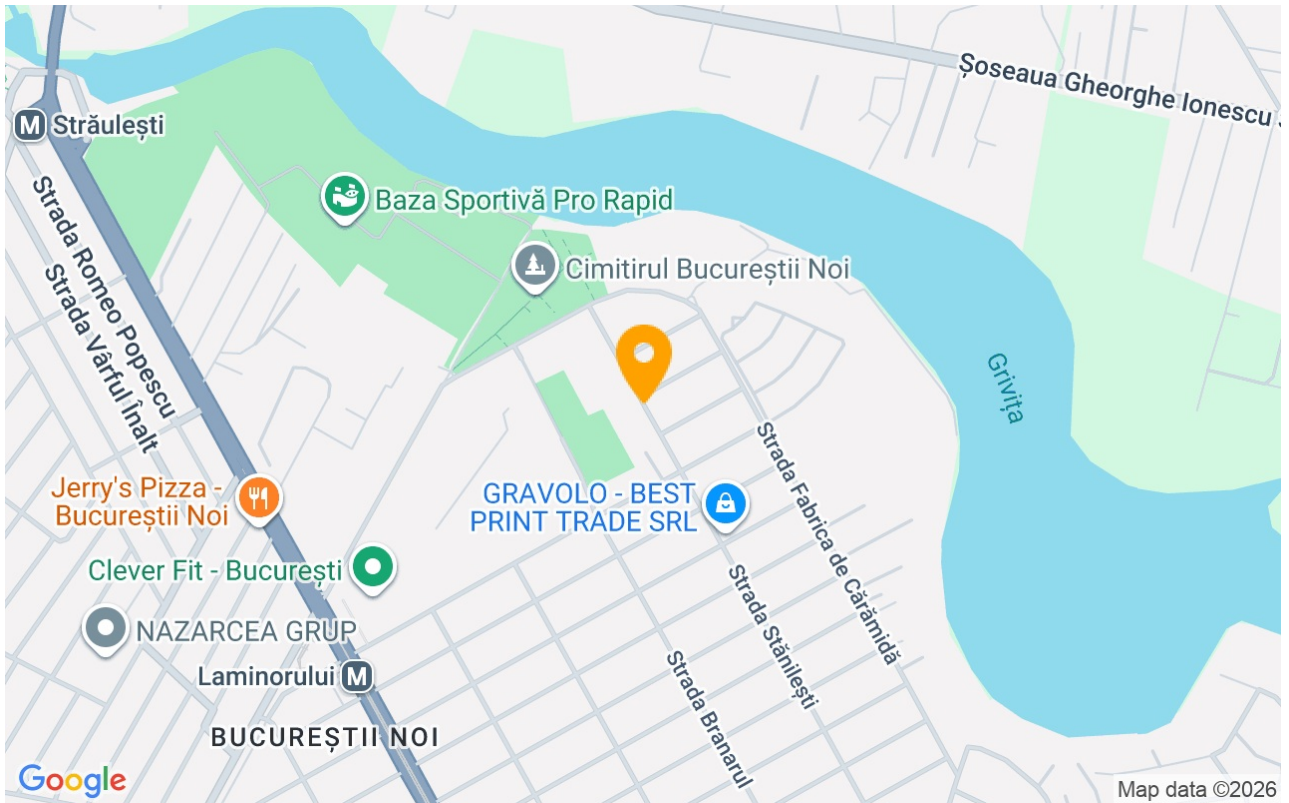 Șoseaua Gheorghe Ionescu
M Străulești
Baza Sportivă Pro Rapid
Strada Romeo Popescu
Strada Vârful Înalt
Cimitirul Bucureștii Noi
Grivița
Jerry's Pizza -
Bucureștii Noi
GRAVOLO - BEST
PRINT TRADE SRL
Strada Fabrica de Cărămidă
Clever Fit - București
Strada Stănilești
NAZARCEA GRUP
Laminorului M
Strada Branarul
BUCUREȘTII NOI
Google
Map data ©2026